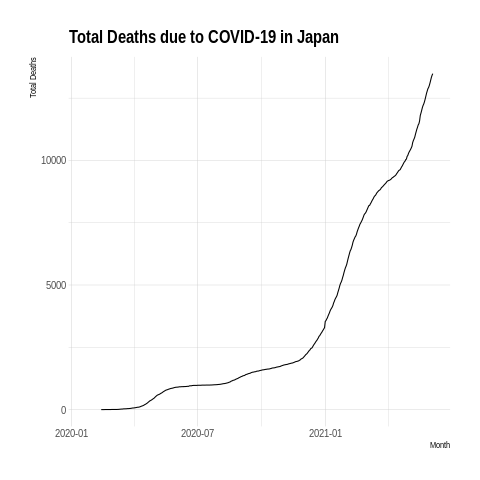 Total Deaths due to COVID-19 in Japan
Total Deaths
10000
5000
0
2020-01 2020-07 2021-01
Month